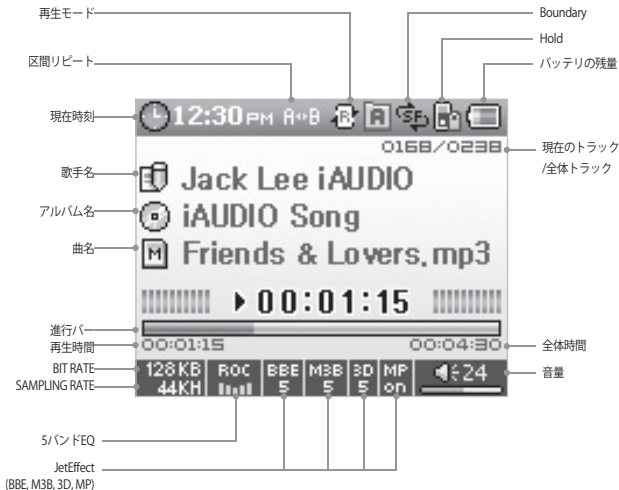 再生モード
区間リピート
現在時刻
歌手名
アルバム名
曲名
進行バー
再生時間
BIT RATE
SAMPLING RATE
5バンドEQ
JetEffect
(BBE, M3B, 3D, MP)
Boundary
Hold
バッテリの残量
現在のトラック
/全体トラック
全体時間
音量
12:30 PM A↔B R A SF
0168/0238
Jack Lee iAUDIO
iAUDIO Song
M Friends & Lovers.mp3
00:01:15
00:01:15 00:04:30
128KB ROC BBE M3B 3D MP 24
44KH 5 5 5 on